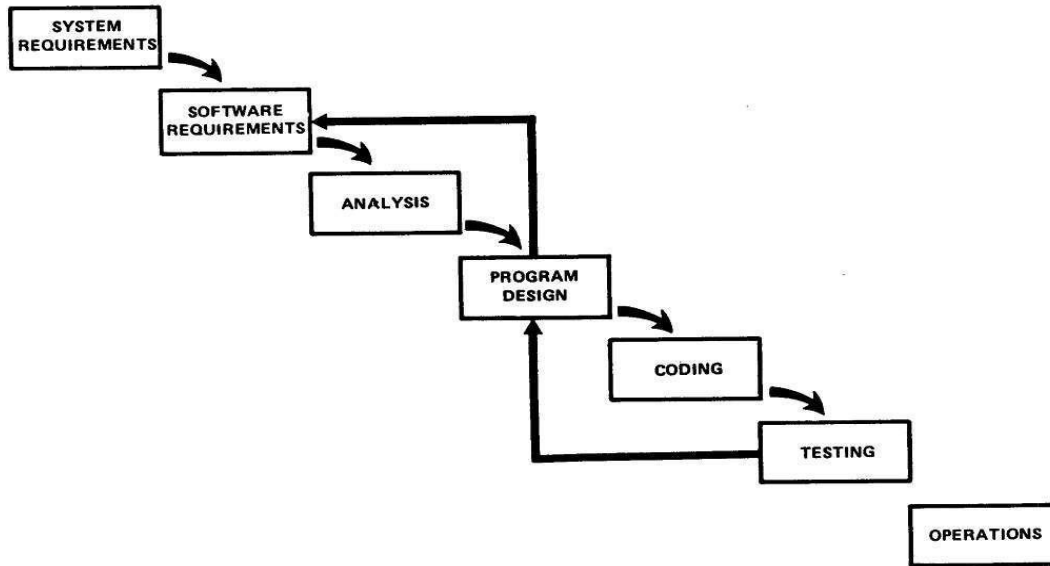 SYSTEM
REQUIREMENTS
SOFTWARE
REQUIREMENTS
ANALYSIS
PROGRAM
DESIGN
CODING
TESTING
OPERATIONS